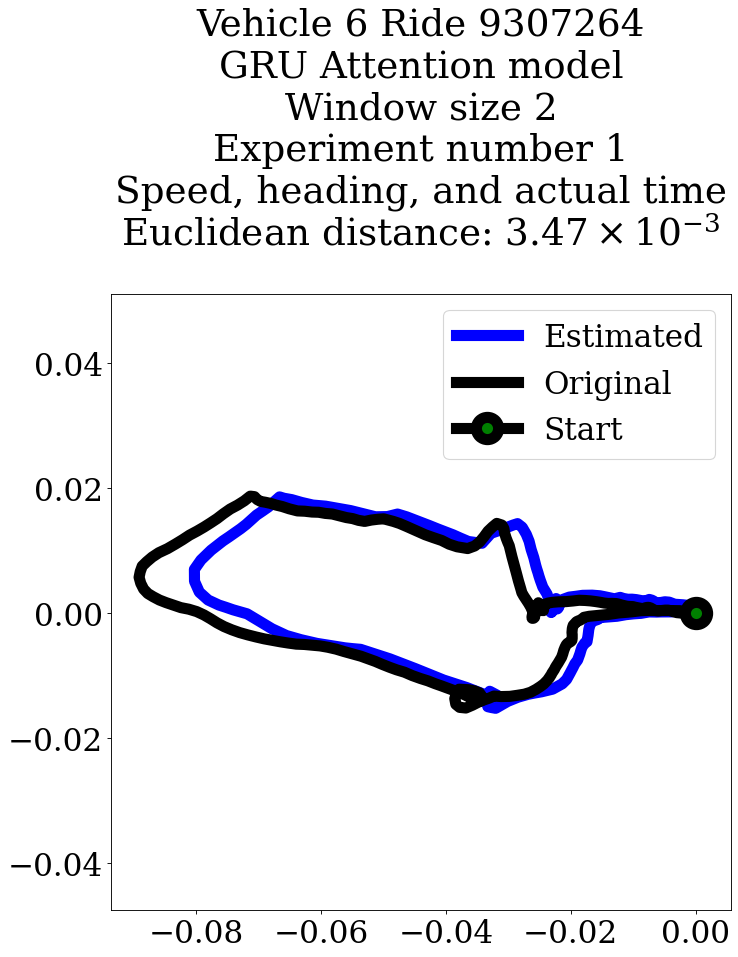 Vehicle 6 Ride 9307264
GRU Attention model
Window size 2
Experiment number 1
Speed, heading, and actual time
Euclidean distance: 3.47 × 10⁻³
Estimated
Original
Start
0.04
0.02
0.00
−0.02
−0.04
−0.08
−0.06
−0.04
−0.02
0.00